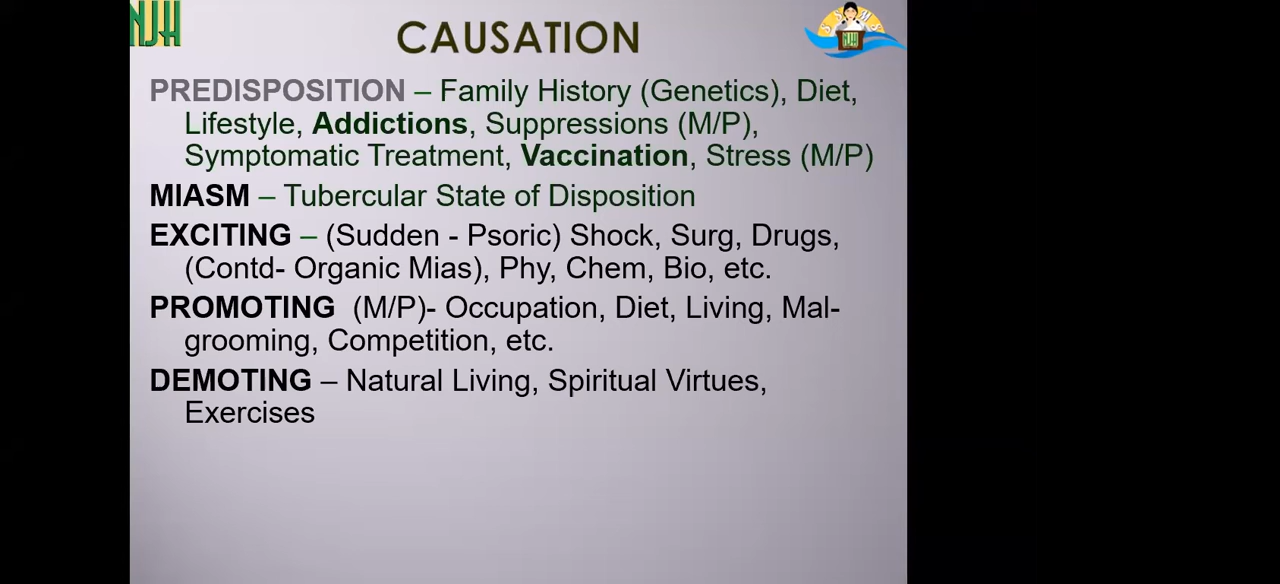 NJH
CAUSATION
SNMS
NJH
PREDISPOSITION – Family History (Genetics), Diet,
Lifestyle, Addictions, Suppressions (M/P),
Symptomatic Treatment, Vaccination, Stress (M/P)
MIASM – Tubercular State of Disposition
EXCITING – (Sudden - Psoric) Shock, Surg, Drugs,
(Contd- Organic Mias), Phy, Chem, Bio, etc.
PROMOTING (M/P)- Occupation, Diet, Living, Mal-
grooming, Competition, etc.
DEMOTING – Natural Living, Spiritual Virtues,
Exercises